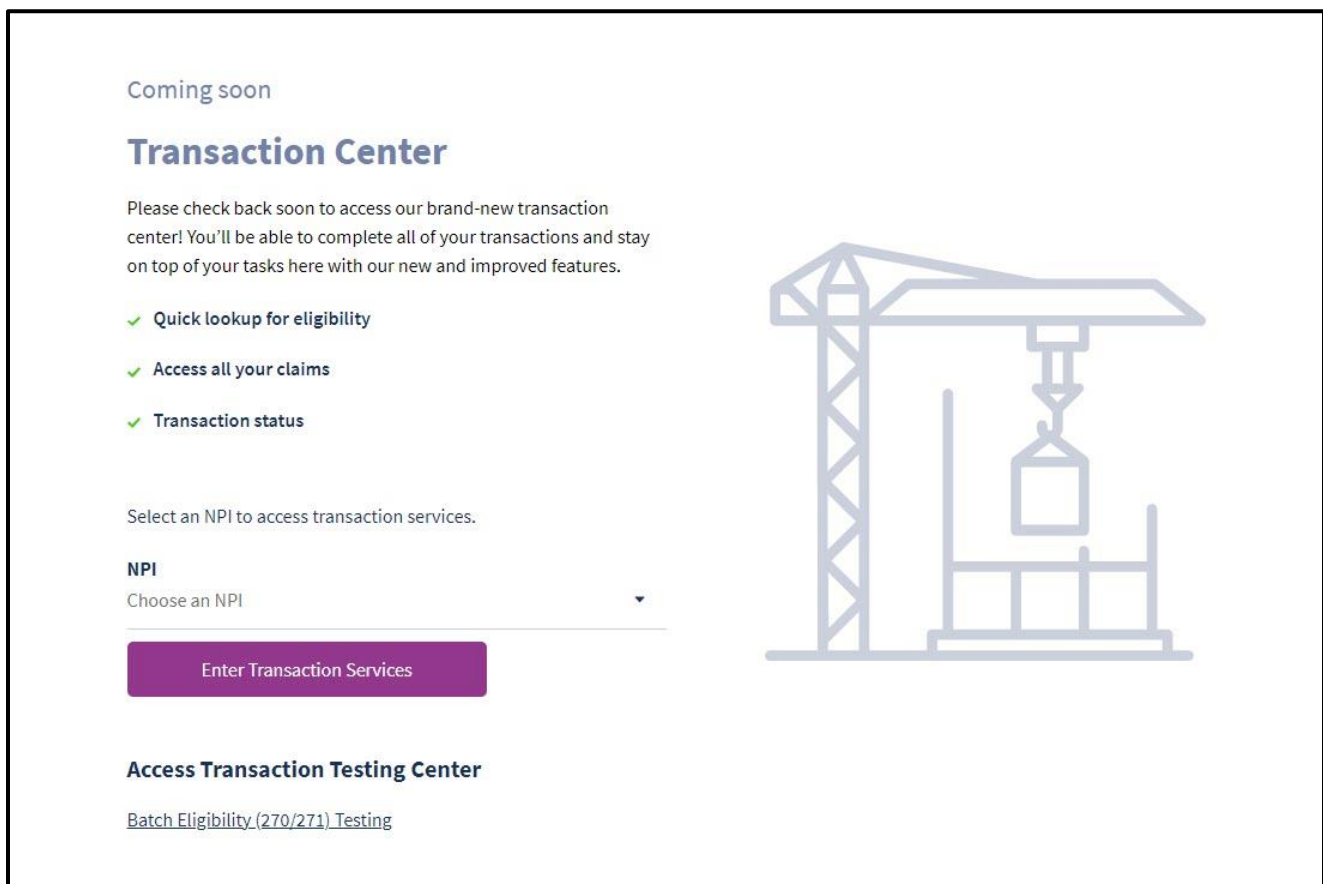 Coming soon
Transaction Center
Please check back soon to access our brand-new transaction
center! You’ll be able to complete all of your transactions and stay
on top of your tasks here with our new and improved features.
Quick lookup for eligibility
Access all your claims
Transaction status
Select an NPI to access transaction services.
NPI
Choose an NPI
Enter Transaction Services
Access Transaction Testing Center
Batch Eligibility (270/271) Testing